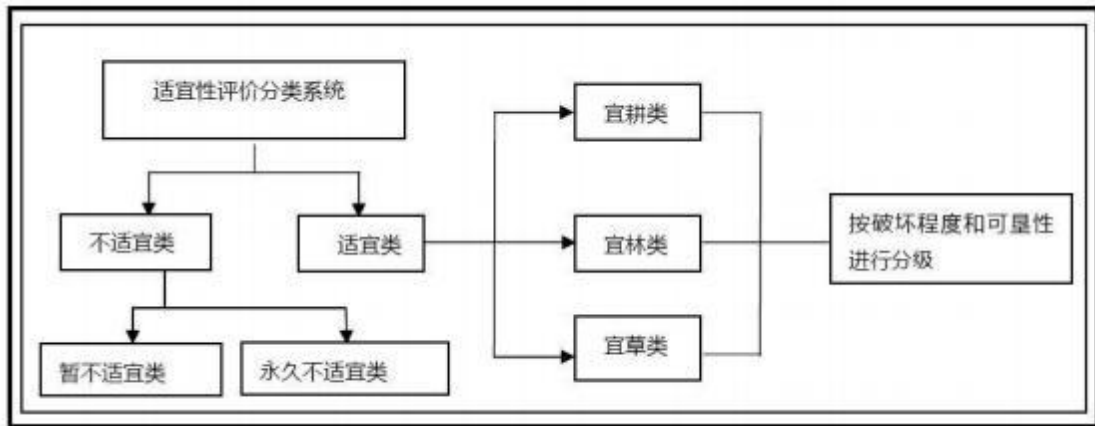 适宜性评价分类系统
宜耕类
不适宜类
适宜类
宜林类
按破坏程度和可垦性
进行分级
暂不适宜类
永久不适宜类
宜草类